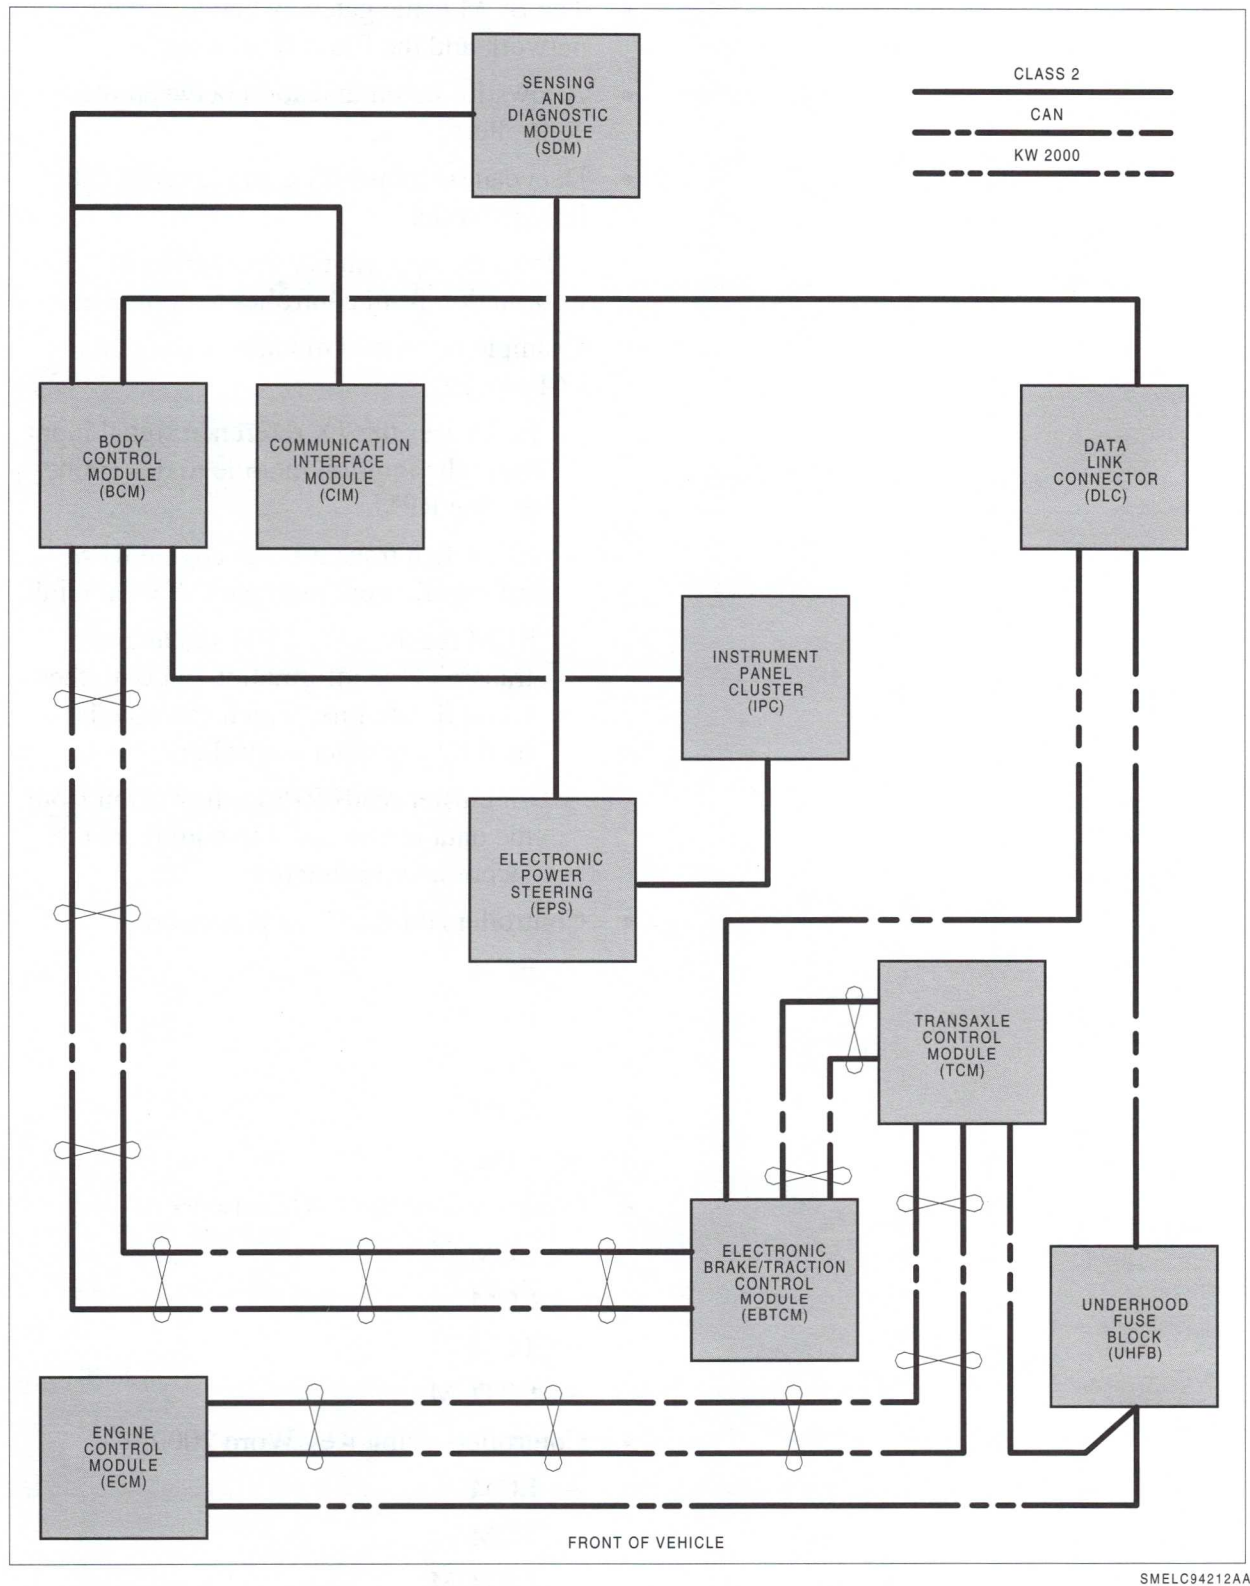 SENSING
AND
DIAGNOSTIC
MODULE
(SDM)
CLASS 2
CAN
KW 2000
BODY
CONTROL
MODULE
(BCM)
COMMUNICATION
INTERFACE
MODULE
(CIM)
DATA
LINK
CONNECTOR
(DLC)
INSTRUMENT
PANEL
CLUSTER
(IPC)
ELECTRONIC
POWER
STEERING
(EPS)
TRANSAXLE
CONTROL
MODULE
(TCM)
ELECTRONIC
BRAKE/TRACTION
CONTROL
MODULE
(EBTCM)
UNDERHOOD
FUSE
BLOCK
(UHFB)
ENGINE
CONTROL
MODULE
(ECM)
FRONT OF VEHICLE
SMELC94212AA